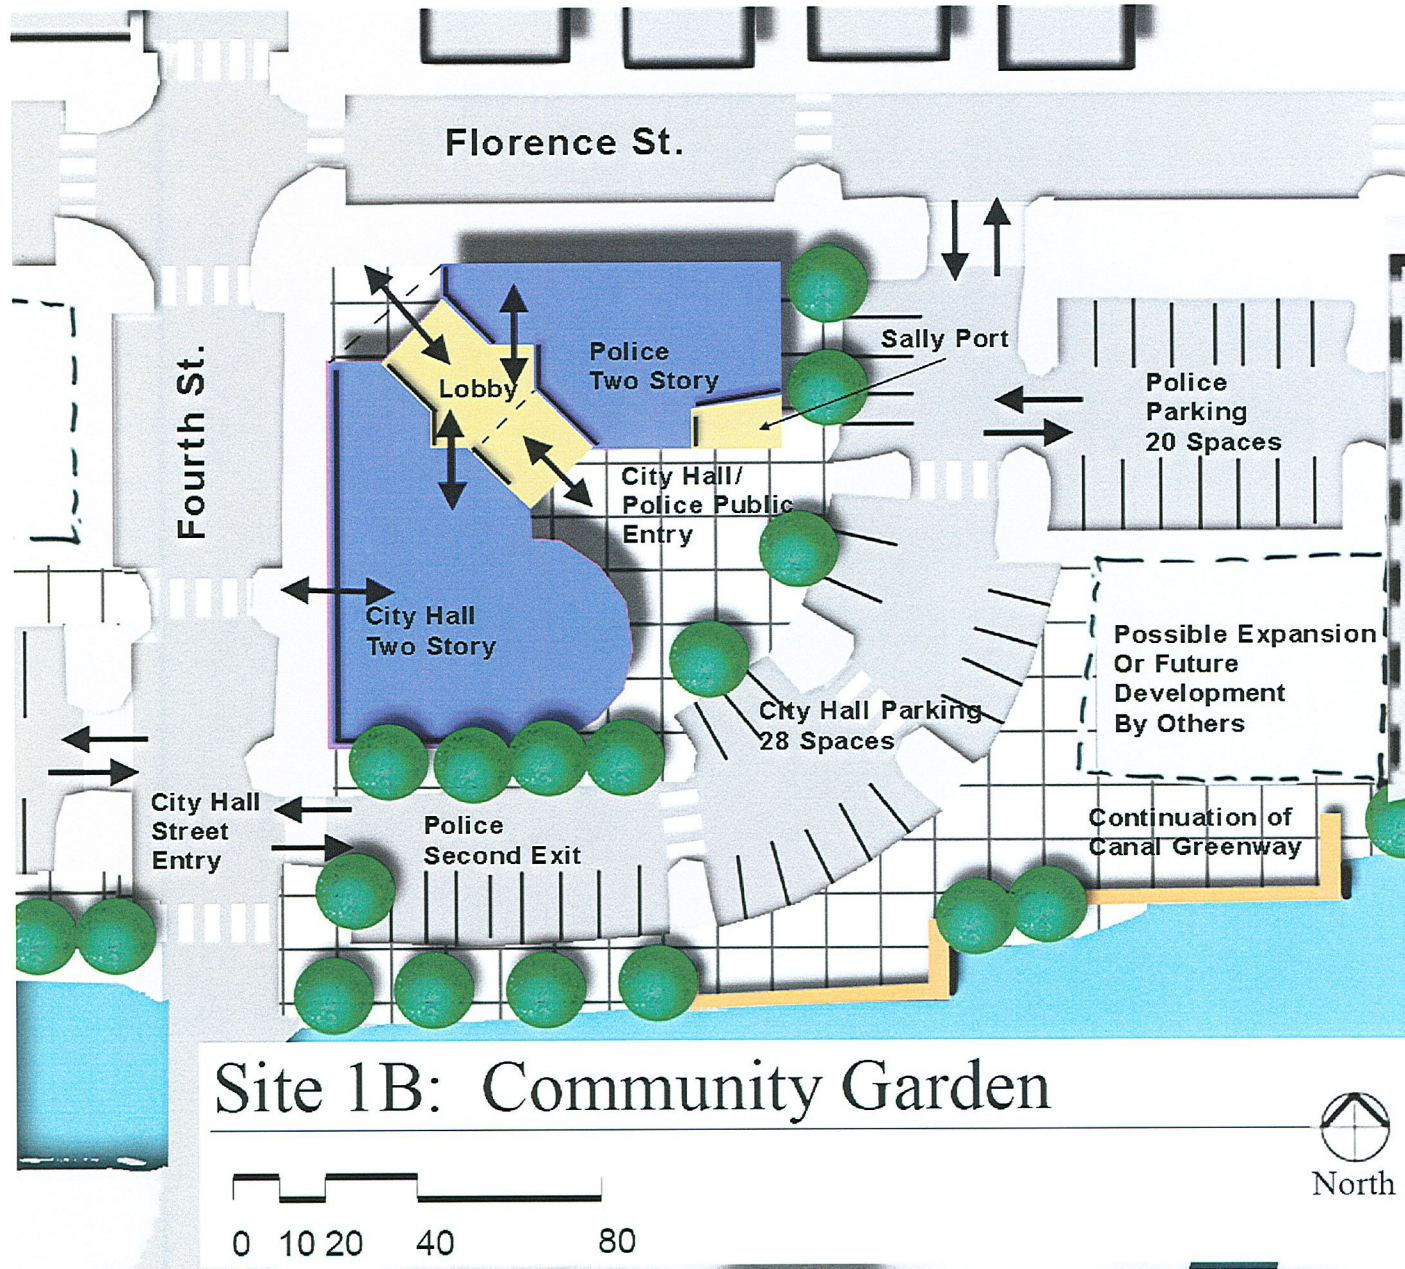 Florence St.
Fourth St.
Sally Port
Police
Two Story
Lobby
Police
Parking
20 Spaces
City Hall/
Police Public
Entry
City Hall
Two Story
Possible Expansion
Or Future
Development
By Others
City Hall Parking
28 Spaces
City Hall
Street
Entry
Police
Second Exit
Continuation of
Canal Greenway
Site 1B: Community Garden
North
0 10 20 40 80